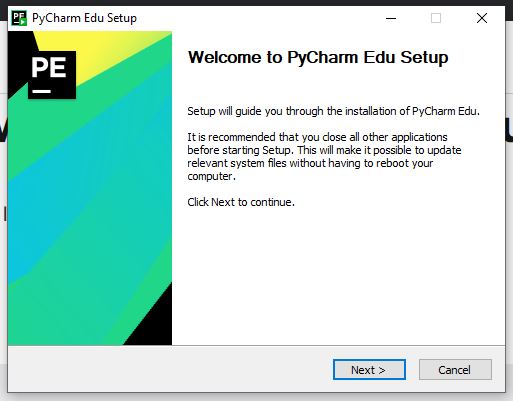 PyCharm Edu Setup
PE
Welcome to PyCharm Edu Setup
Setup will guide you through the installation of PyCharm Edu.
It is recommended that you close all other applications
before starting Setup. This will make it possible to update
relevant system files without having to reboot your
computer.
Click Next to continue.
Next >
Cancel